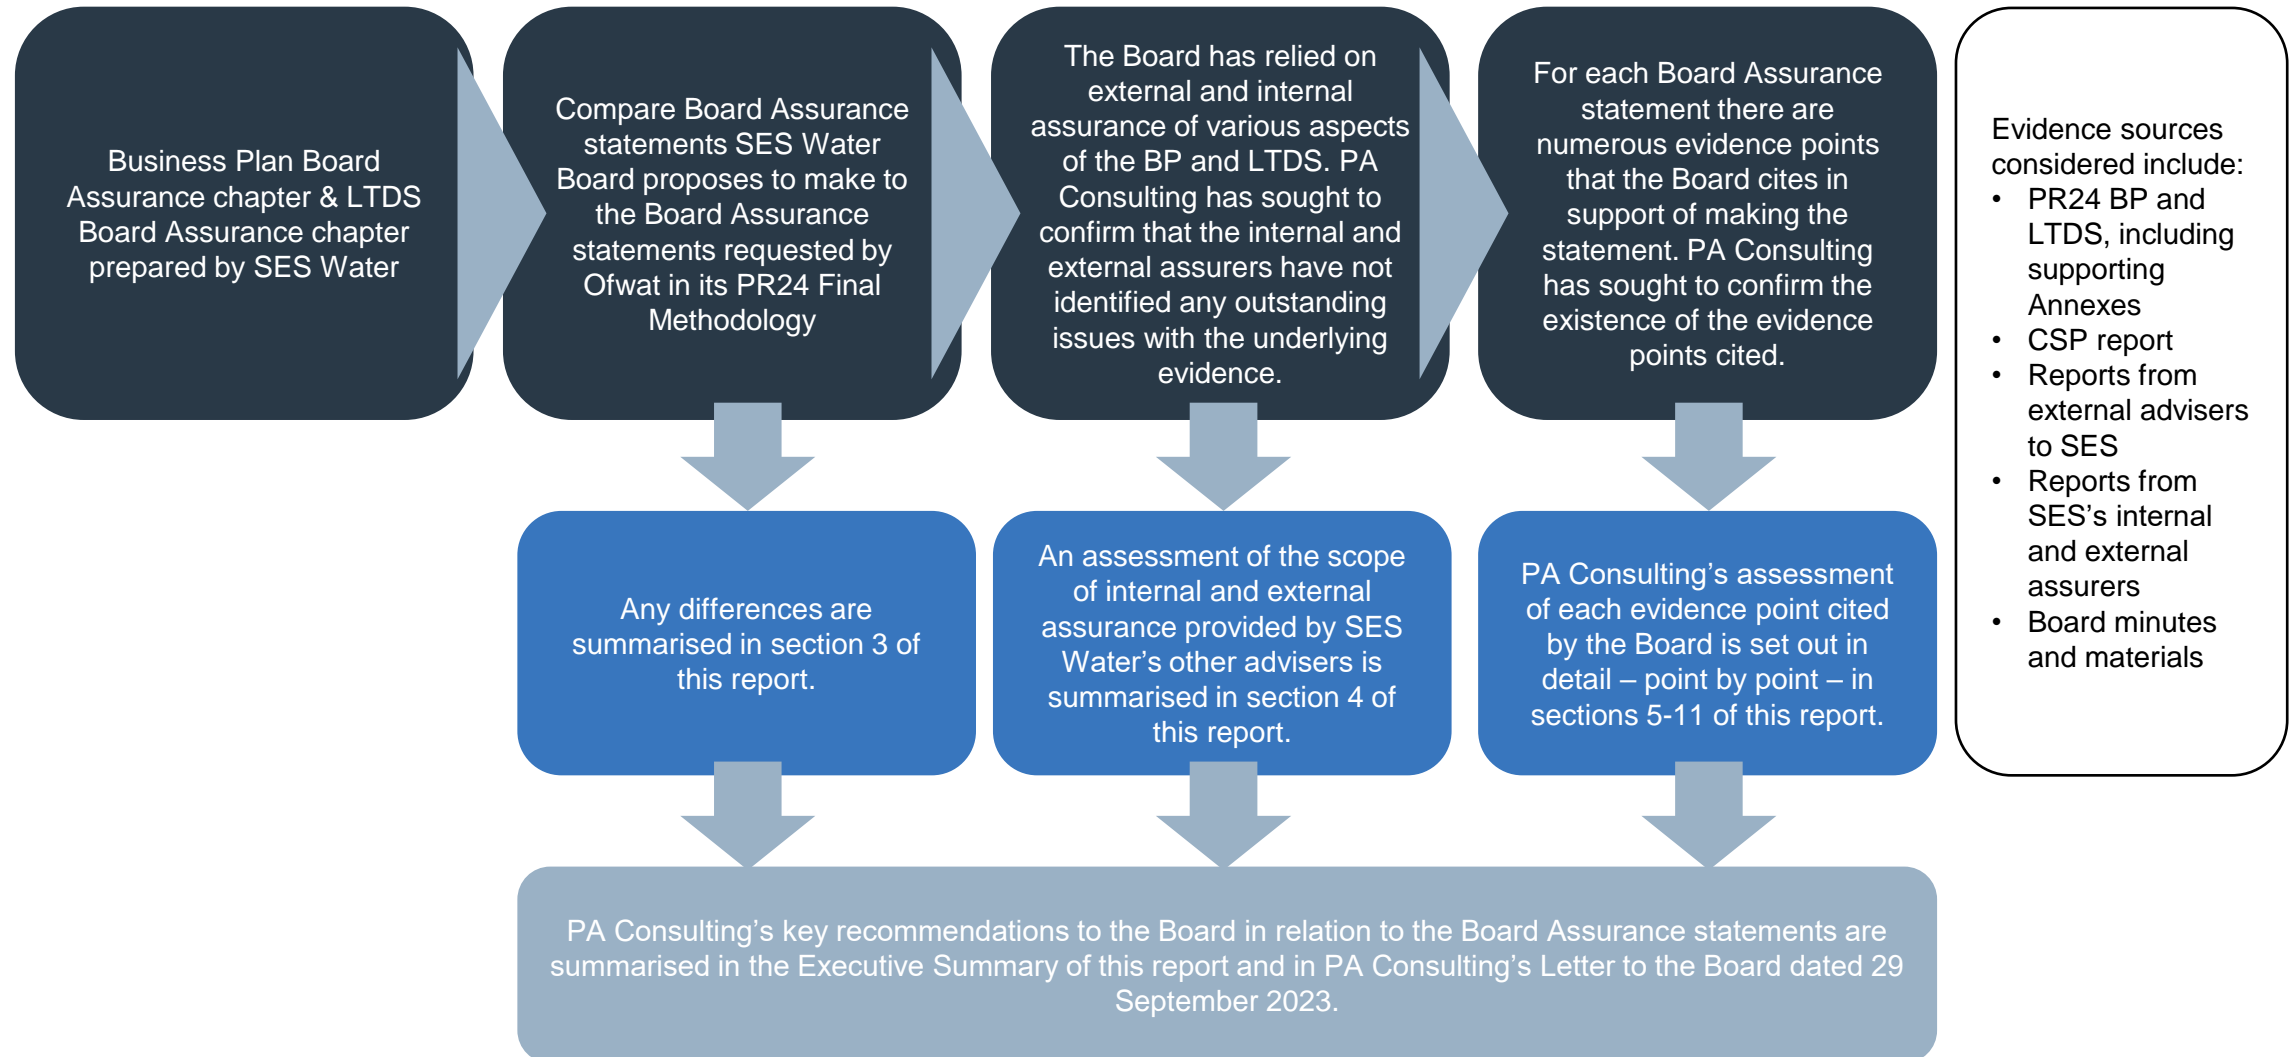 Business Plan Board
Assurance chapter & LTDS
Board Assurance chapter
prepared by SES Water
Compare Board Assurance
statements SES Water
Board proposes to make to
the Board Assurance
statements requested by
Ofwat in its PR24 Final
Methodology
The Board has relied on
external and internal
assurance of various aspects
of the BP and LTDS. PA
Consulting has sought to
confirm that the internal and
external assurers have not
identified any outstanding
issues with the underlying
evidence.
For each Board Assurance
statement there are
numerous evidence points
that the Board cites in
support of making the
statement. PA Consulting
has sought to confirm the
existence of the evidence
points cited.
Evidence sources
considered include:
• PR24 BP and
LTDS, including
supporting
Annexes
• CSP report
• Reports from
external advisers
to SES
• Reports from
SES’s internal
and external
assurers
• Board minutes
and materials
Any differences are
summarised in section 3 of
this report.
An assessment of the scope
of internal and external
assurance provided by SES
Water’s other advisers is
summarised in section 4 of
this report.
PA Consulting’s assessment
of each evidence point cited
by the Board is set out in
detail – point by point – in
sections 5-11 of this report.
PA Consulting’s key recommendations to the Board in relation to the Board Assurance statements are
summarised in the Executive Summary of this report and in PA Consulting’s Letter to the Board dated 29
September 2023.